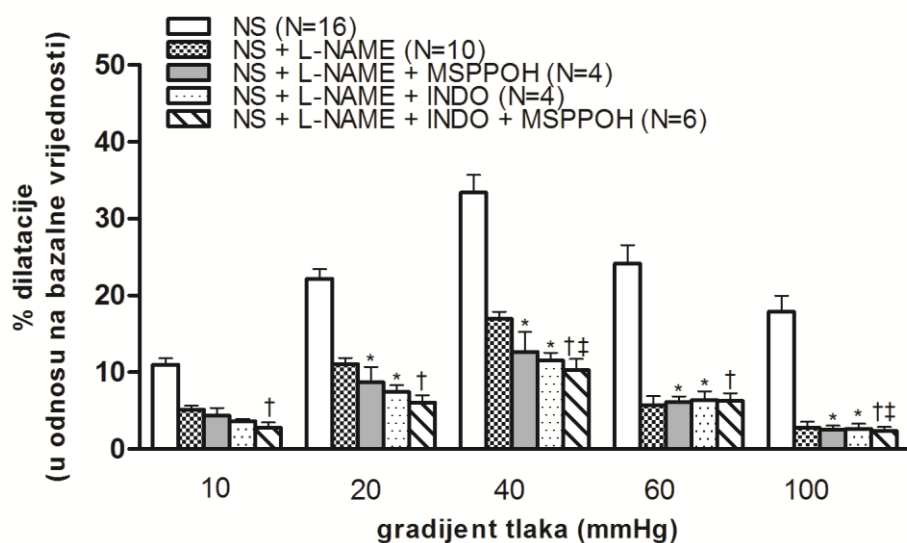 NS (N=16)
NS + L-NAME (N=10)
NS + L-NAME + MSPPOH (N=4)
NS + L-NAME + INDO (N=4)
NS + L-NAME + INDO + MSPPOH (N=6)
% dilatacije
(u odnosu na bazalne vrijednosti)
50
40
30
20
10
0
†
* * †
* * †‡
* * †
* * †‡
10 20 40 60 100
gradijent tlaka (mmHg)